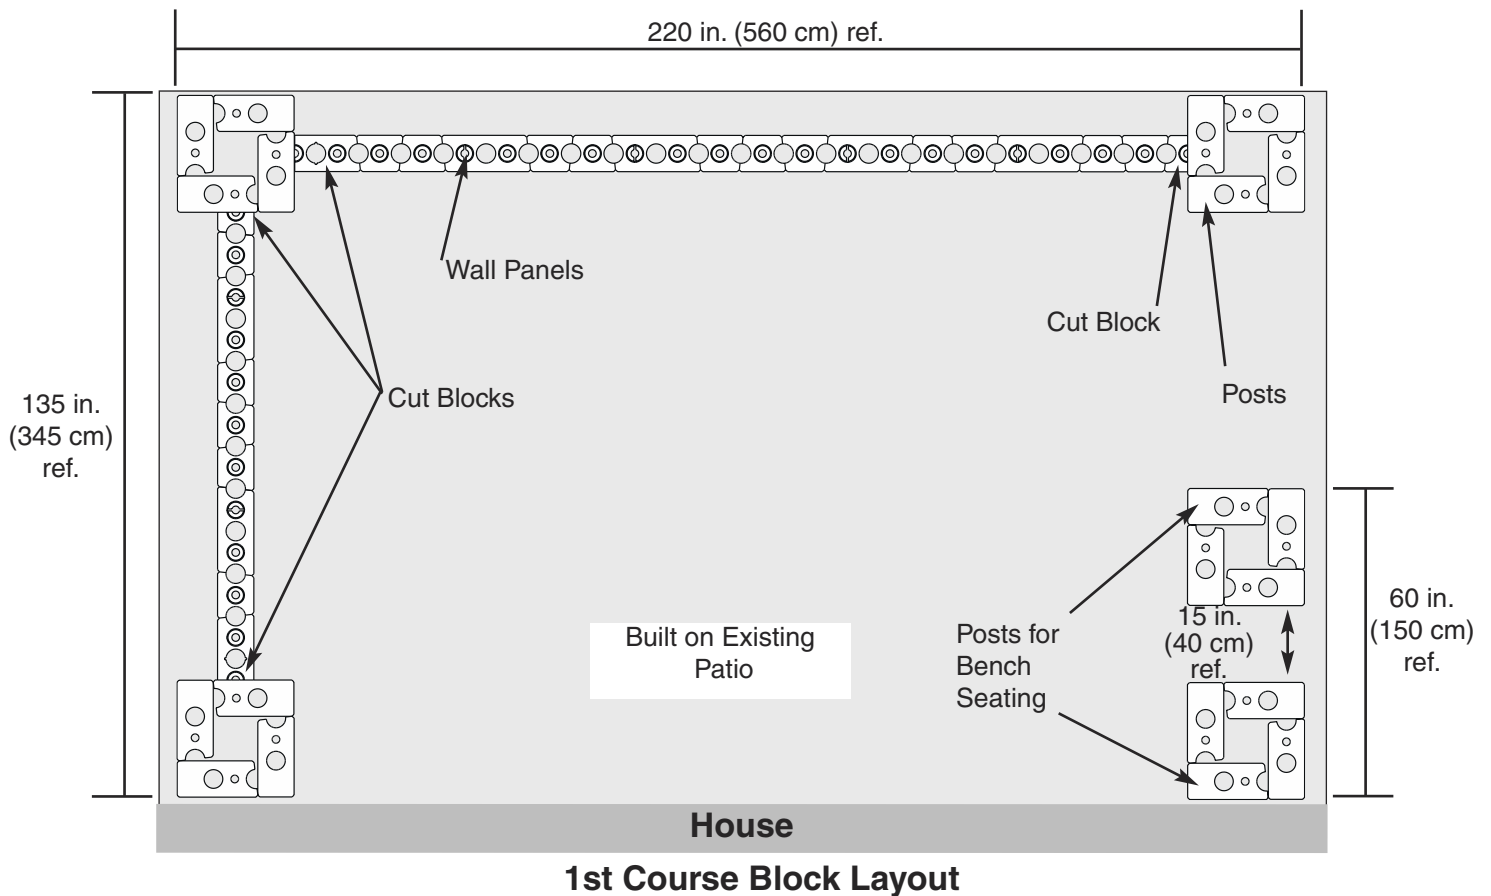 220 in. (560 cm) ref.
Wall Panels
Cut Block
Posts
Cut Blocks
135 in.
(345 cm)
ref.
Built on Existing
Patio
Posts for
Bench
Seating
15 in.
(40 cm)
ref.
60 in.
(150 cm)
ref.
House
1st Course Block Layout